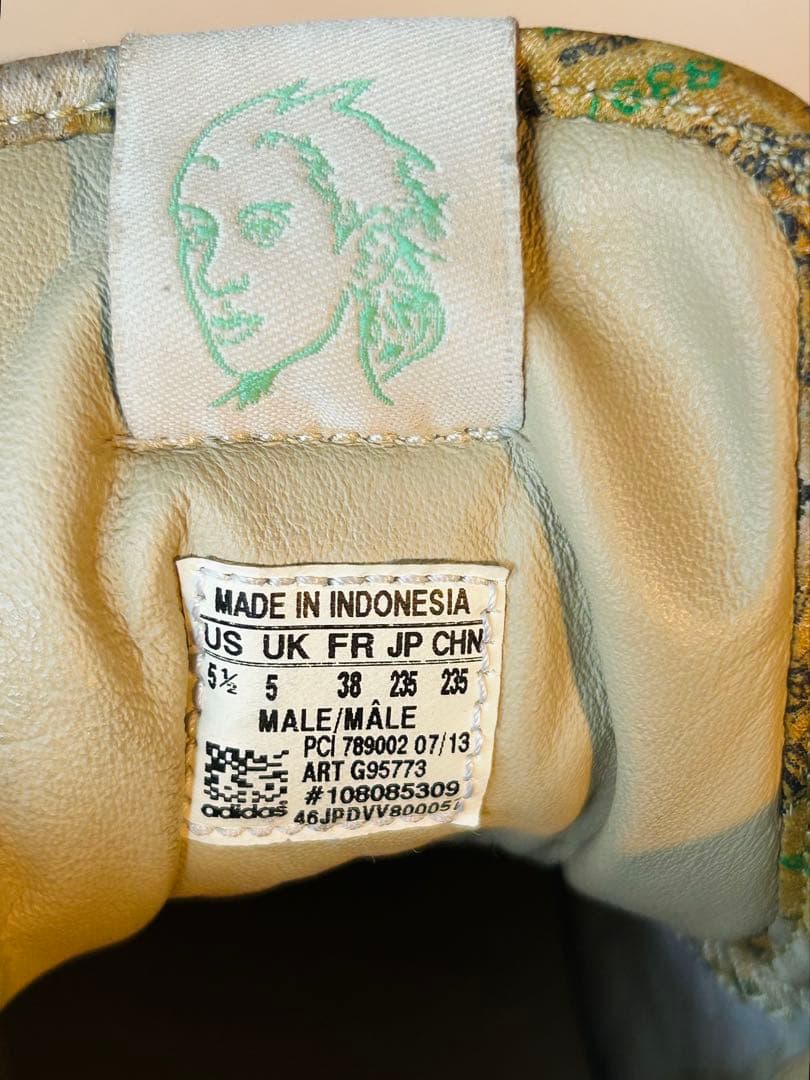 MADE IN INDONESIA
US UK FR JP CHN
5½ 5 38 235 235
MALE/MÂLE
PCI 789002 07/13
ART G95773
#108085309
adidas